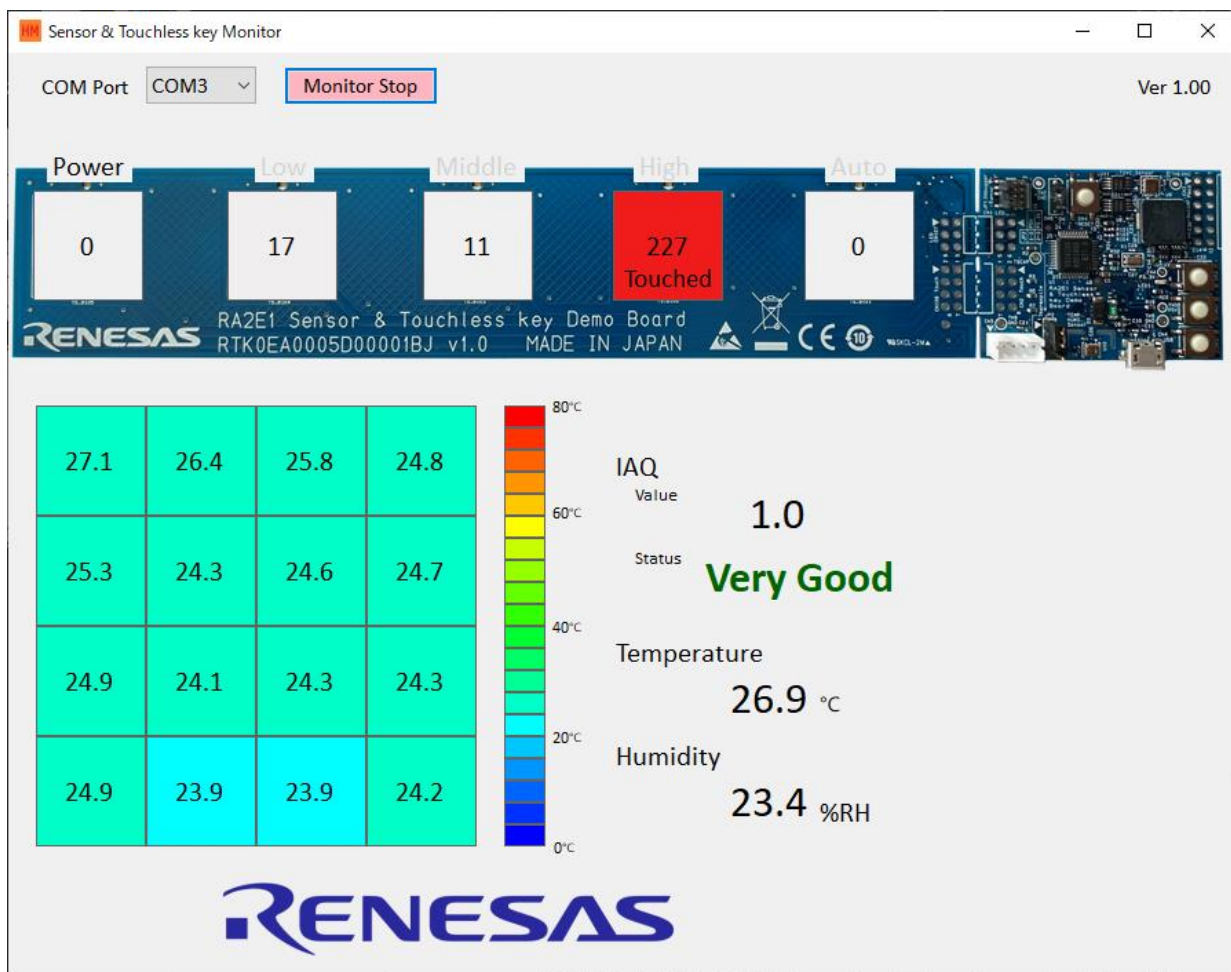 HM Sensor & Touchless key Monitor
COM Port COM3 Monitor Stop Ver 1.00
Power Low Middle High Auto
0 17 11 227 0
Touched
RENESAS
RA2E1 Sensor & Touchless key Demo Board
RTK0EA0005D00001BJ v1.0 MADE IN JAPAN
CE 10
27.1 26.4 25.8 24.8
25.3 24.3 24.6 24.7
24.9 24.1 24.3 24.3
24.9 23.9 23.9 24.2
80°C
60°C
40°C
20°C
0°C
IAQ
Value
1.0
Status
Very Good
Temperature
26.9 °C
Humidity
23.4 %RH
RENESAS